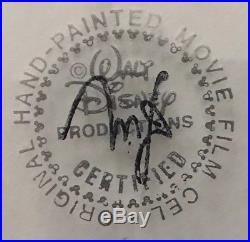 ORIGINAL HAND-PAINTED MOVIE FILM CEL
© WALT
DISNEY
PRODUCTIONS
CERTIFIED